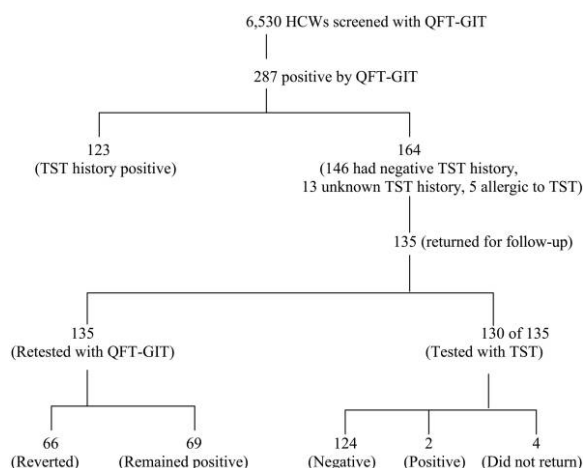 6,530 HCWs screened with QFT-GIT
287 positive by QFT-GIT
123
(TST history positive)
164
(146 had negative TST history,
13 unknown TST history, 5 allergic to TST)
135 (returned for follow-up)
135
(Retested with QFT-GIT)
130 of 135
(Tested with TST)
66
(Reverted)
69
(Remained positive)
124
(Negative)
2
(Positive)
4
(Did not return)